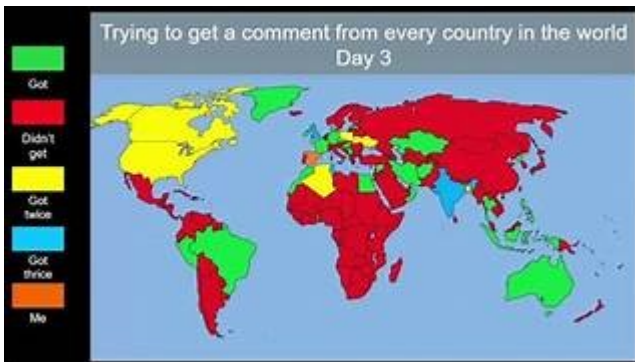 Trying to get a comment from every country in the world
Day 3
Got
Didn't
get
Got
twice
Got
thrice
Me